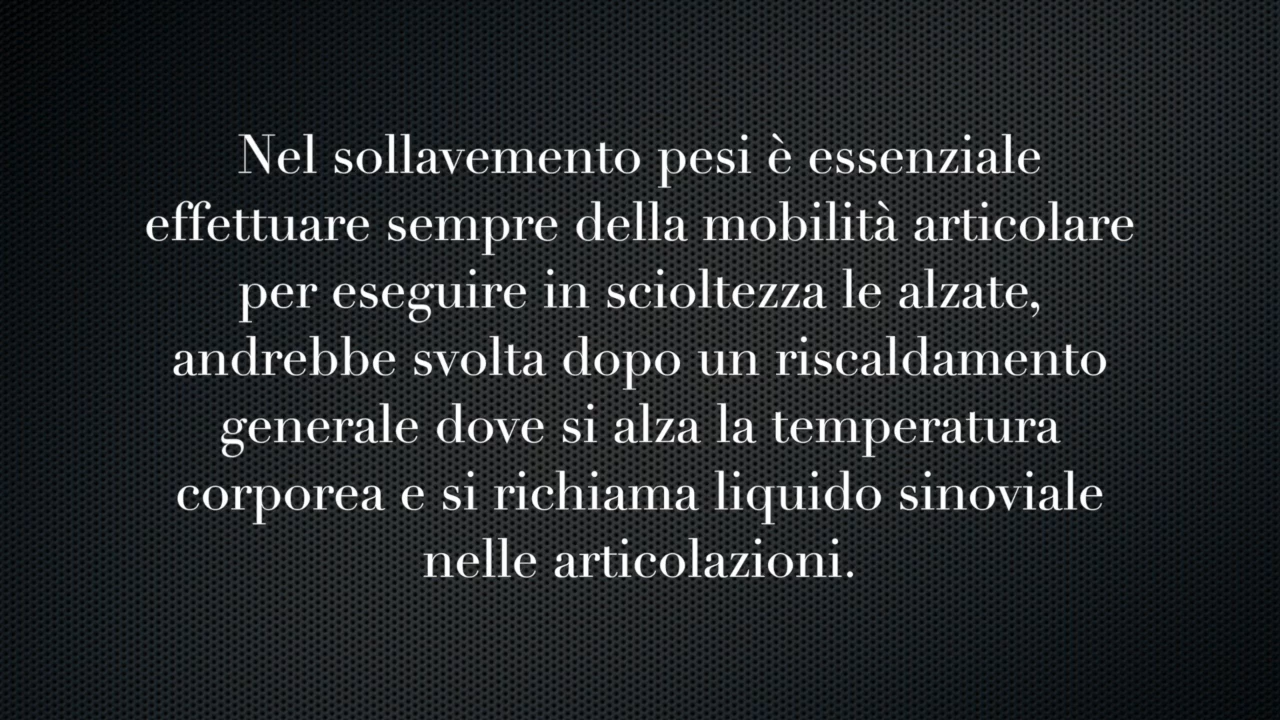 Nel sollavemento pesi è essenziale
effettuare sempre della mobilità articolare
per eseguire in scioltezza le alzate,
andrebbe svolta dopo un riscaldamento
generale dove si alza la temperatura
corporea e si richiama liquido sinoviale
nelle articolazioni.